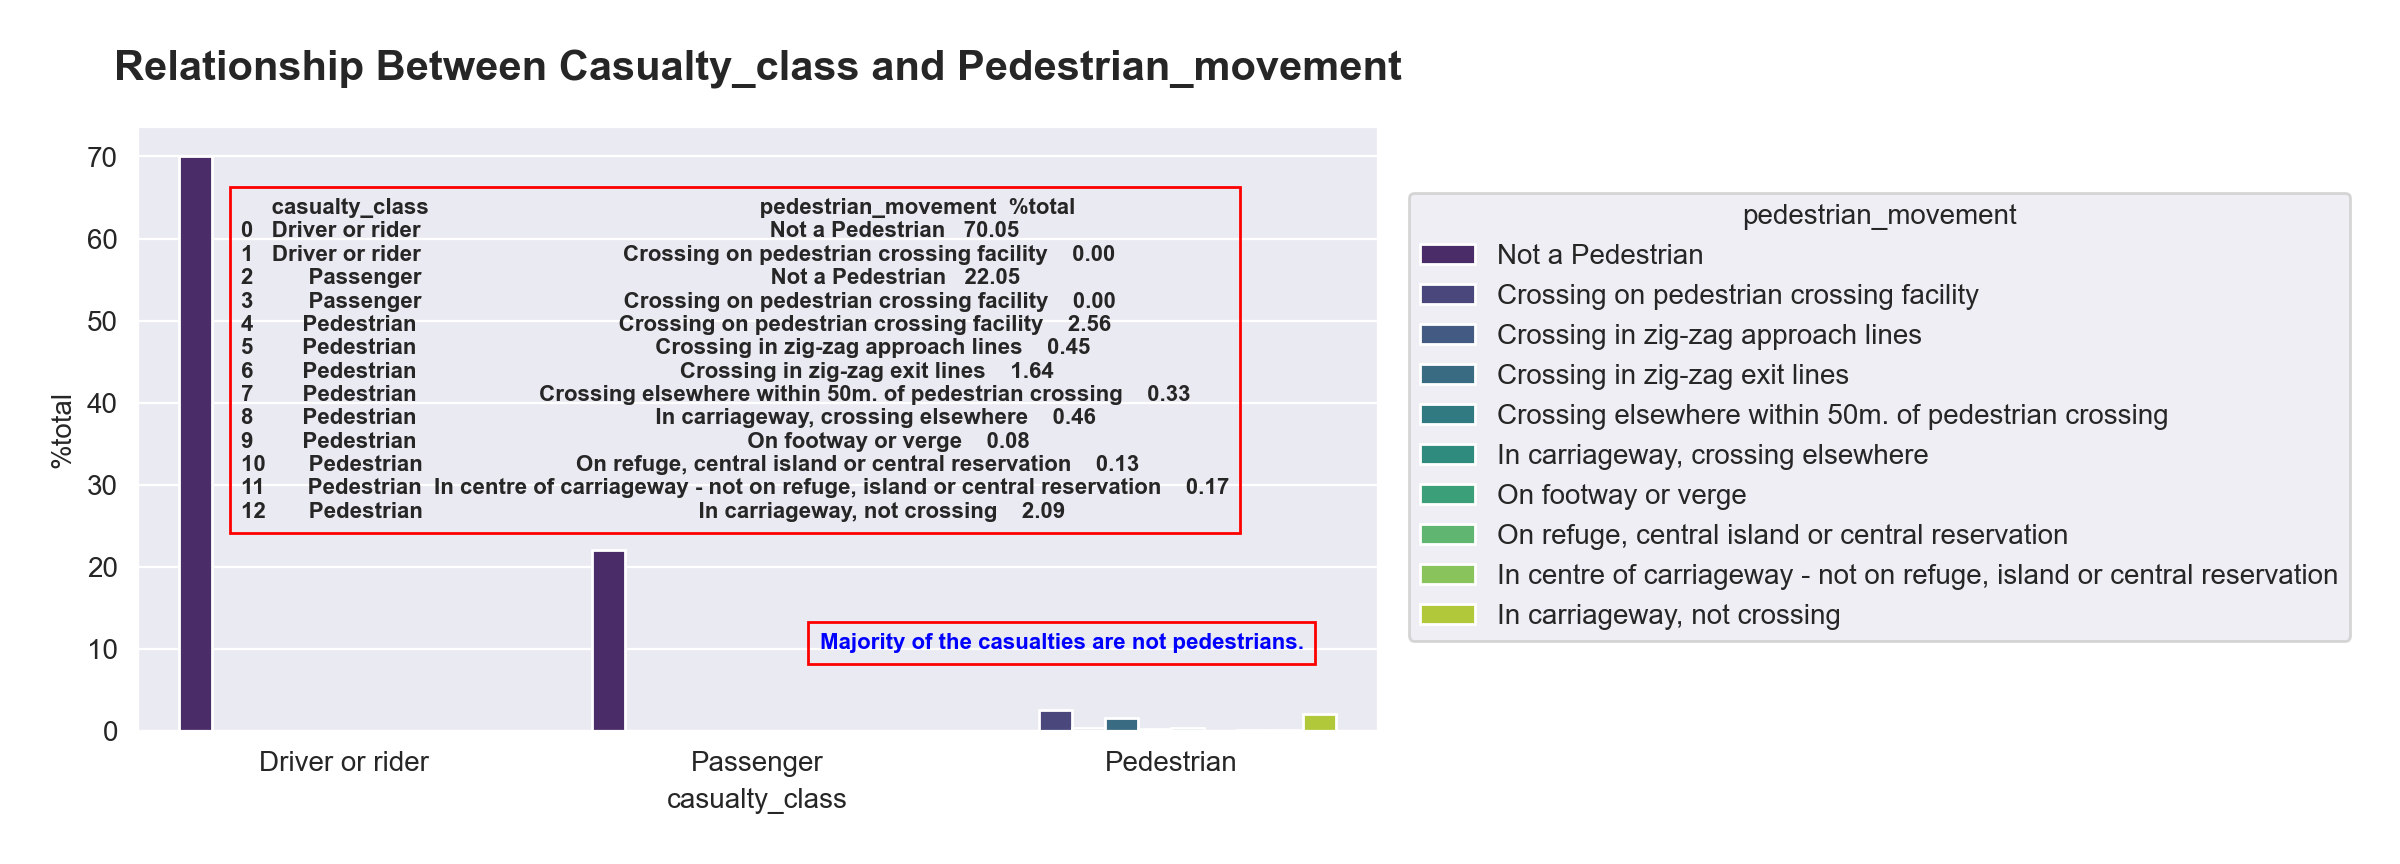 Relationship Between Casualty_class and Pedestrian_movement
%total
70
60
50
40
30
20
10
0
casualty_class pedestrian_movement %total
0 Driver or rider Not a Pedestrian 70.05
1 Driver or rider Crossing on pedestrian crossing facility 0.00
2 Passenger Not a Pedestrian 22.05
3 Passenger Crossing on pedestrian crossing facility 0.00
4 Pedestrian Crossing on pedestrian crossing facility 2.56
5 Pedestrian Crossing in zig-zag approach lines 0.45
6 Pedestrian Crossing in zig-zag exit lines 1.64
7 Pedestrian Crossing elsewhere within 50m. of pedestrian crossing 0.33
8 Pedestrian In carriageway, crossing elsewhere 0.46
9 Pedestrian On footway or verge 0.08
10 Pedestrian On refuge, central island or central reservation 0.13
11 Pedestrian In centre of carriageway - not on refuge, island or central reservation 0.17
12 Pedestrian In carriageway, not crossing 2.09
Majority of the casualties are not pedestrians.
Driver or rider
Passenger
Pedestrian
casualty_class
pedestrian_movement
Not a Pedestrian
Crossing on pedestrian crossing facility
Crossing in zig-zag approach lines
Crossing in zig-zag exit lines
Crossing elsewhere within 50m. of pedestrian crossing
In carriageway, crossing elsewhere
On footway or verge
On refuge, central island or central reservation
In centre of carriageway - not on refuge, island or central reservation
In carriageway, not crossing